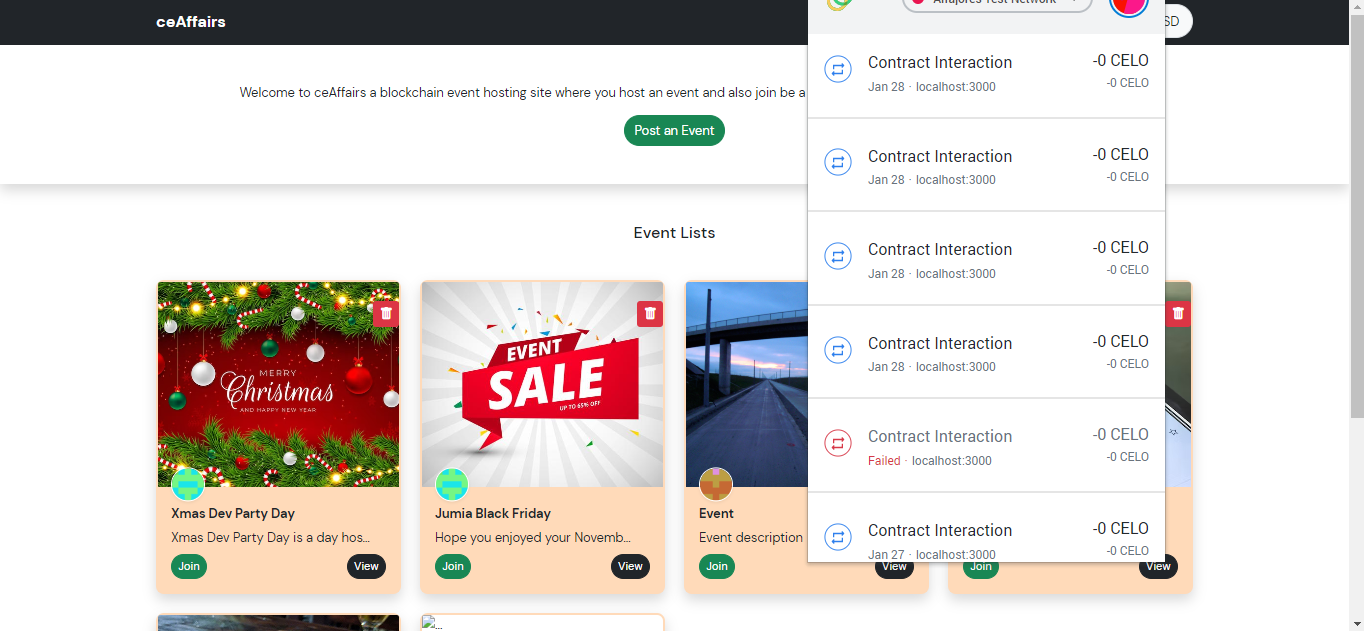 ceAffairs
Alfajores Test Network
SD
Welcome to ceAffairs a blockchain event hosting site where you host an event and also join be a
Post an Event
Event Lists
Contract Interaction
-0 CELO
Jan 28 · localhost:3000
-0 CELO
Contract Interaction
-0 CELO
Jan 28 · localhost:3000
-0 CELO
Contract Interaction
-0 CELO
Jan 28 · localhost:3000
-0 CELO
Contract Interaction
-0 CELO
Jan 28 · localhost:3000
-0 CELO
Contract Interaction
-0 CELO
Failed · localhost:3000
-0 CELO
Contract Interaction
-0 CELO
Jan 27 · localhost:3000
-0 CELO
MERRY
Christmas
AND HAPPY NEW YEAR
Xmas Dev Party Day
Xmas Dev Party Day is a day hos...
Join
View
EVENT
SALE
UP TO 65% OFF
Jumia Black Friday
Hope you enjoyed your Novemb...
Join
View
Event
Event description
Join
View
Join
View
...